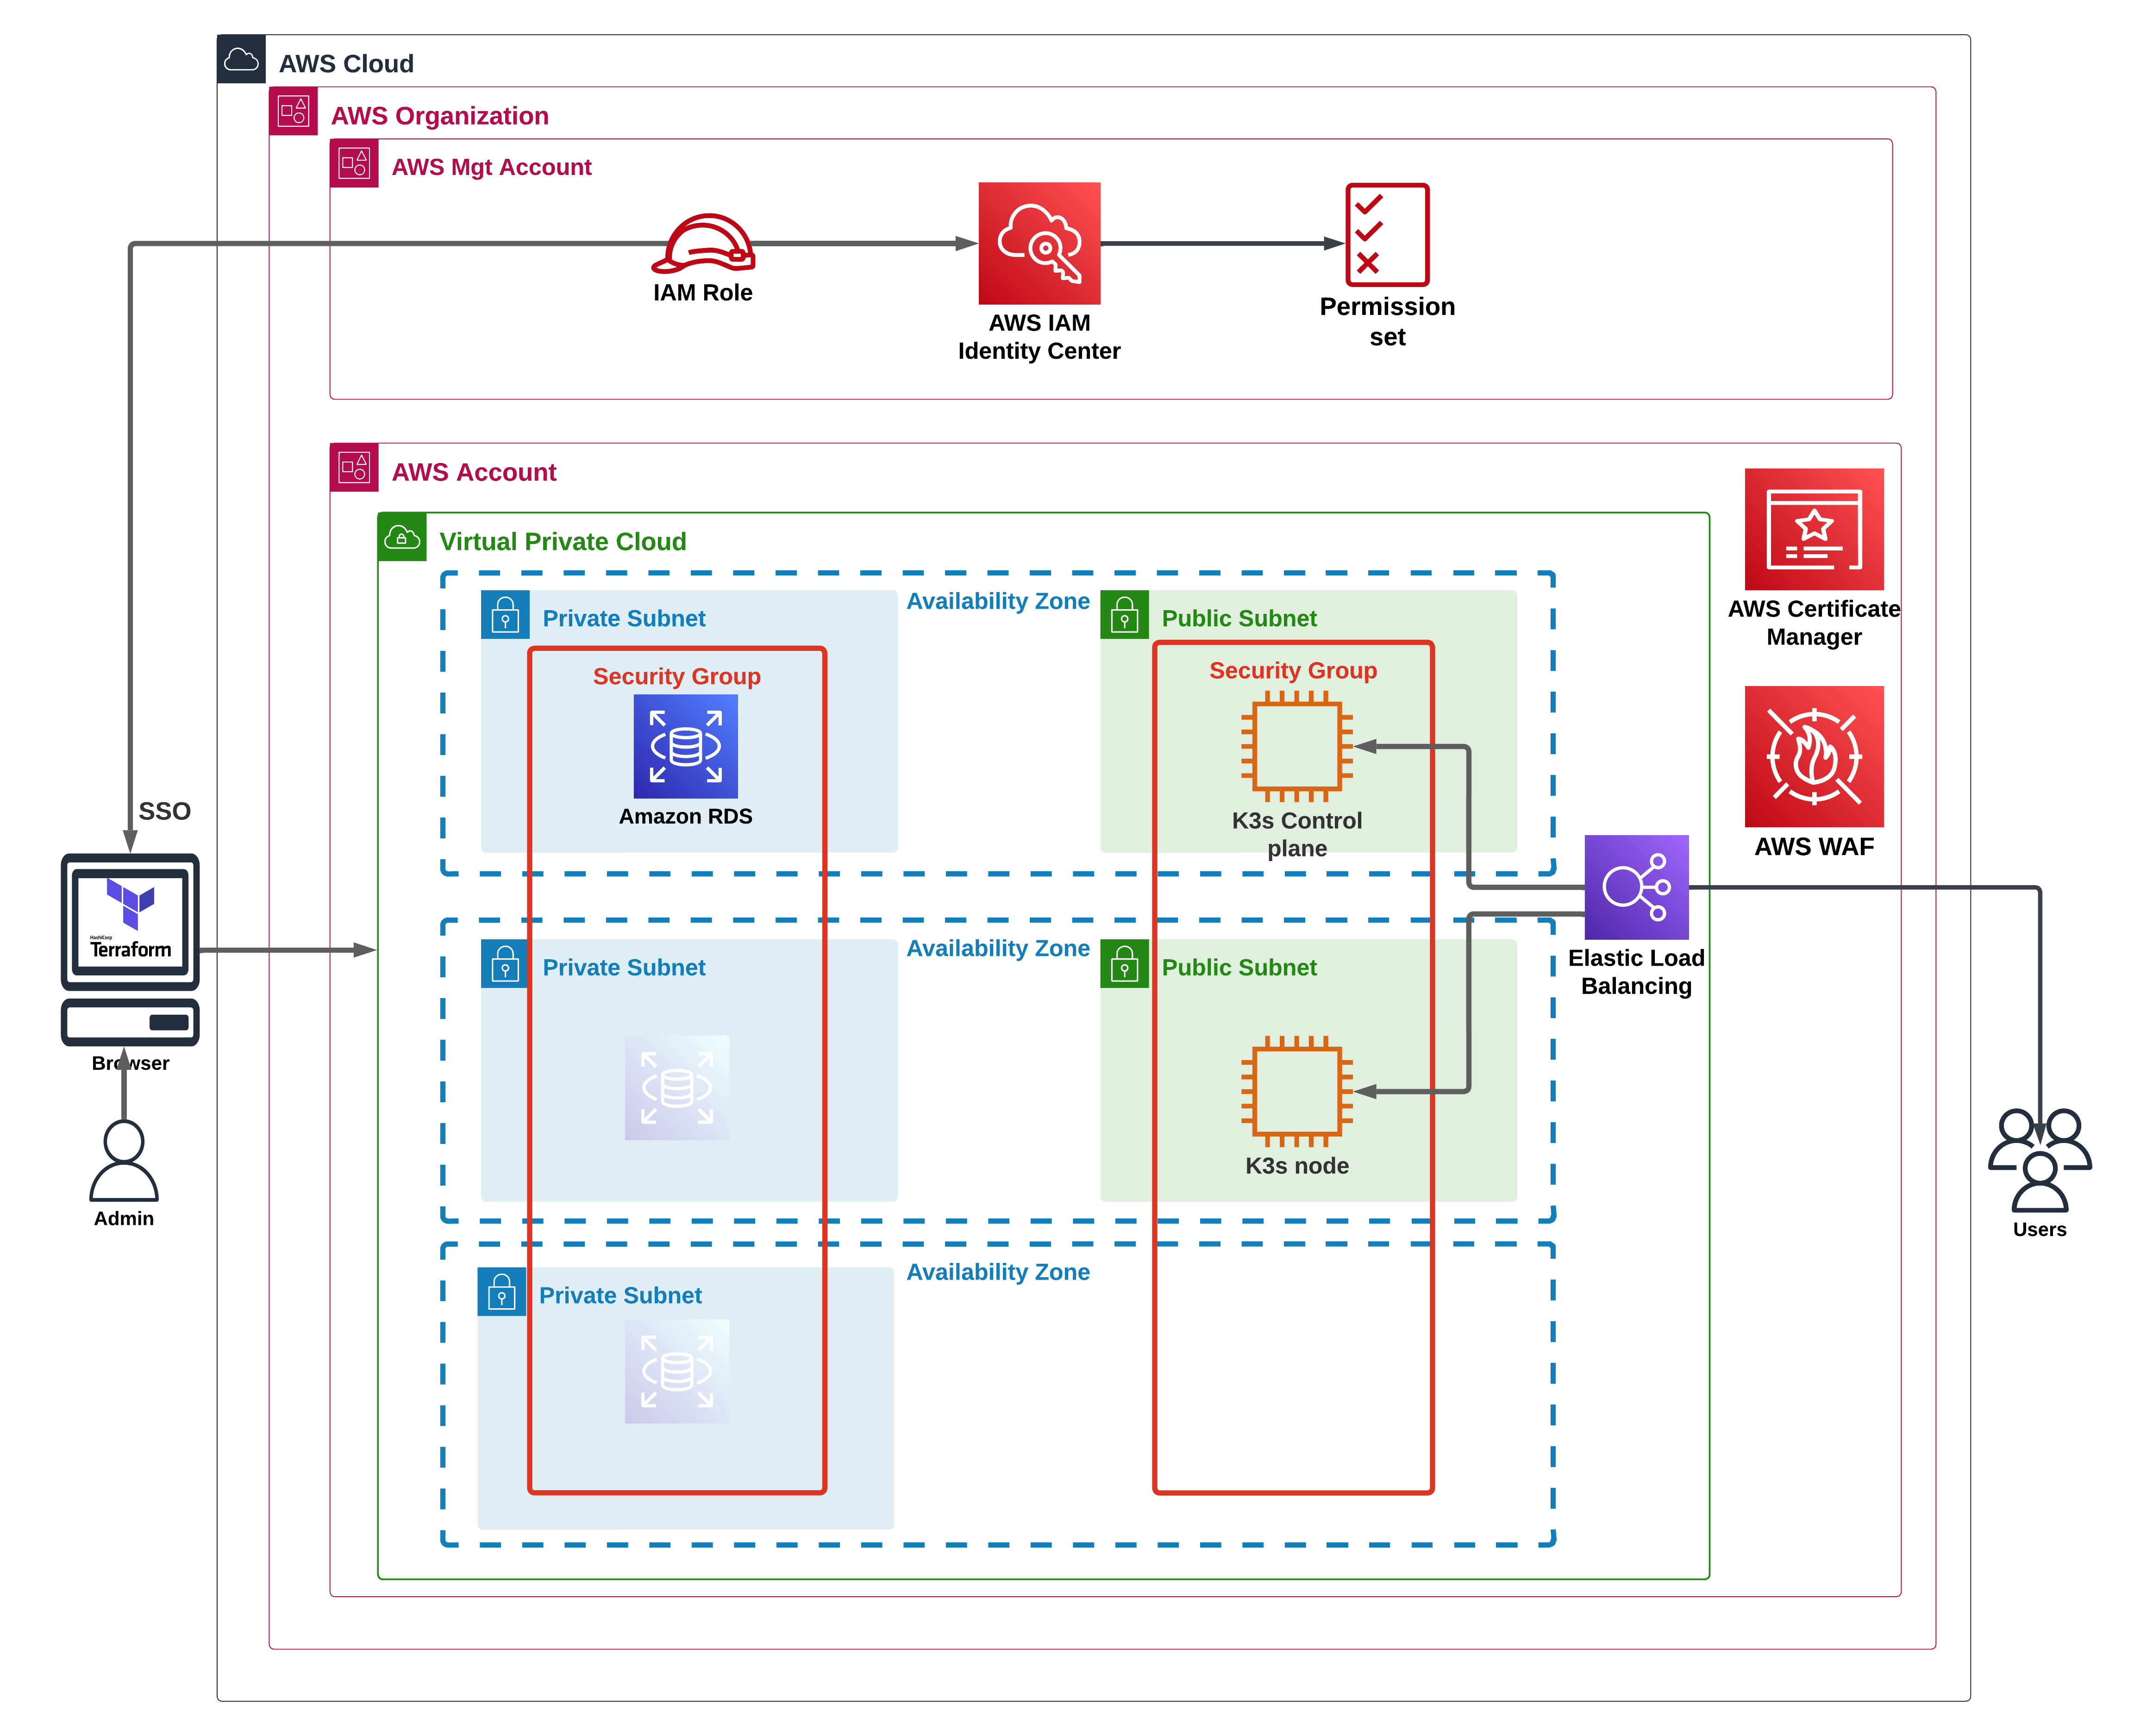 AWS Cloud
AWS Organization
AWS Mgt Account
IAM Role
AWS IAM
Identity Center
Permission
set
AWS Account
Virtual Private Cloud
Availability Zone
Private Subnet
Public Subnet
Security Group
Security Group
Amazon RDS
K3s Control
plane
AWS Certificate
Manager
AWS WAF
SSO
HashiCorp
Terraform
Browser
Admin
Availability Zone
Private Subnet
Public Subnet
K3s node
Elastic Load
Balancing
Users
Availability Zone
Private Subnet